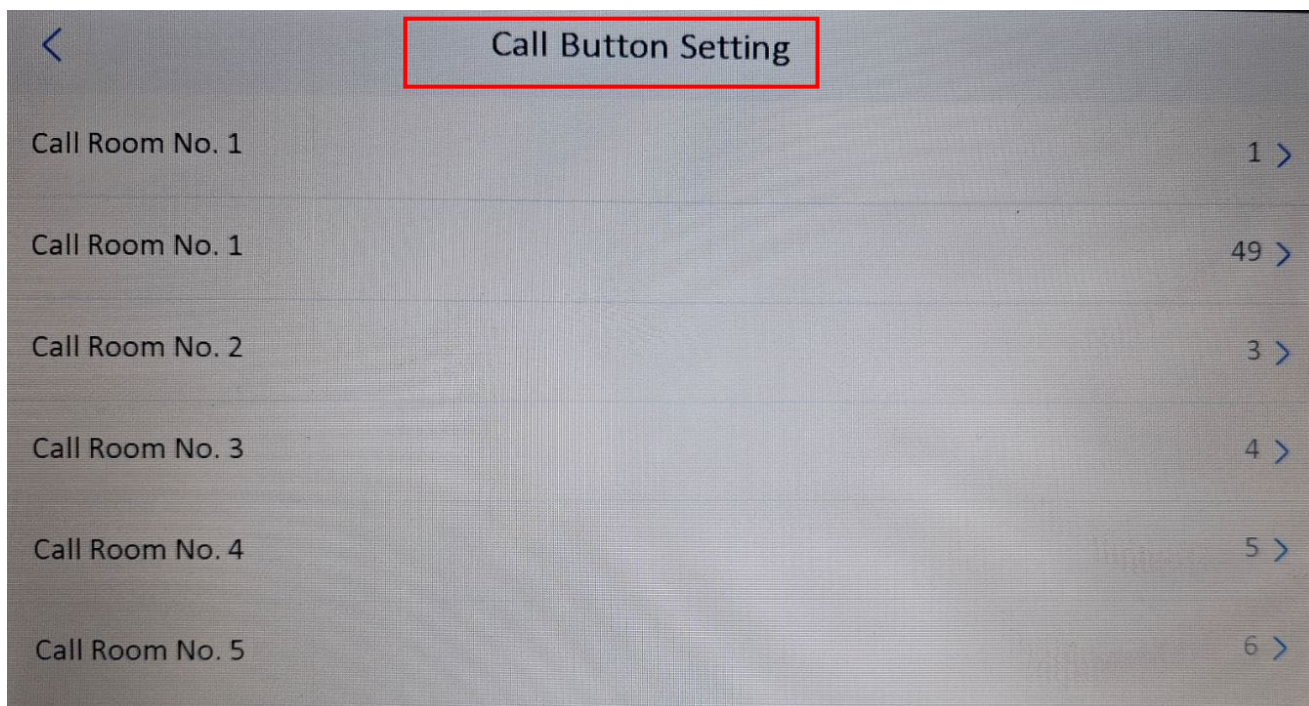 Call Button Setting
Call Room No. 1 1
Call Room No. 1 49
Call Room No. 2 3
Call Room No. 3 4
Call Room No. 4 5
Call Room No. 5 6